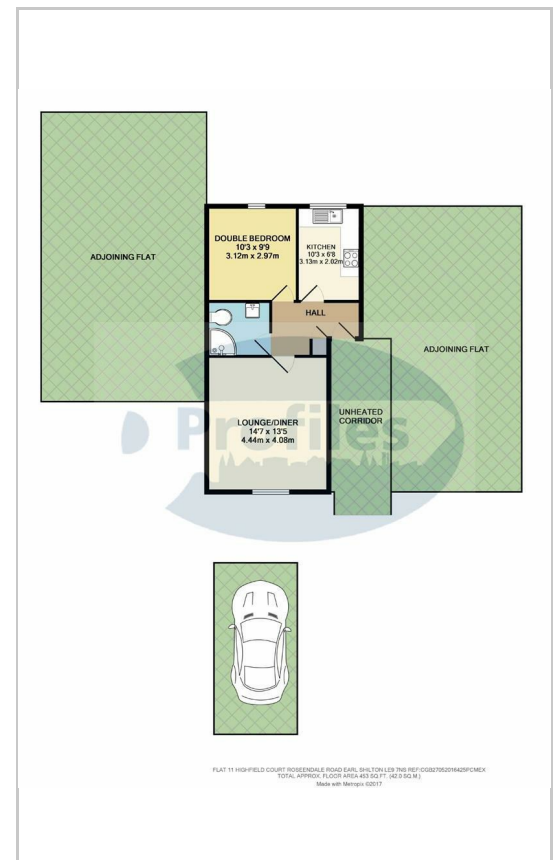 ADJOINING FLAT
DOUBLE BEDROOM
10'3 x 9'9
3.12m x 2.97m
KITCHEN
10'3 x 6'8
3.13m x 2.02m
HALL
ADJOINING FLAT
UNHEATED
CORRIDOR
LOUNGE/DINER
14'7 x 13'5
4.44m x 4.08m
Profiles
FLAT 11 HIGHFIELD COURT ROSEENDALE ROAD EARL SHILTON LE9 7NS
TOTAL APPROX. FLOOR AREA 453 SQ.FT. (42.0 SQ.M.)
Made with Metropix ©2017